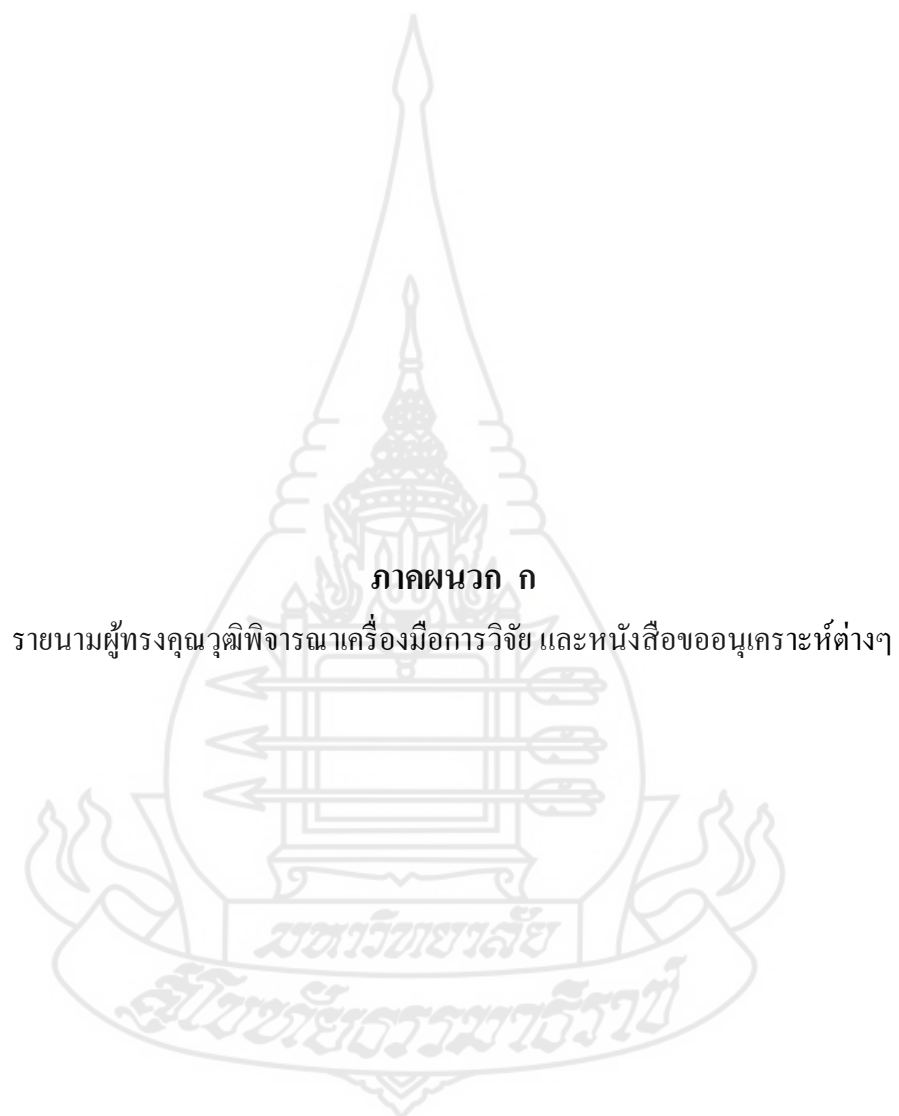 ภาคผนวก ก
รายนามผู้ทรงคุณวุฒิพิจารณาเครื่องมือการวิจัย และหนังสือขออนุเคราะห์ต่างๆ
มหาวิทยาลัย
สุโขทัยธรรมาธิราช